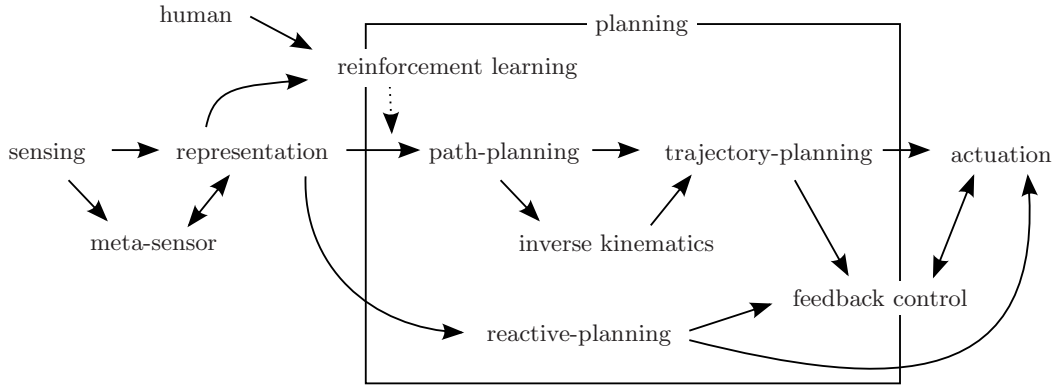 human
planning
reinforcement learning
sensing
representation
path-planning
trajectory-planning
actuation
meta-sensor
inverse kinematics
feedback control
reactive-planning